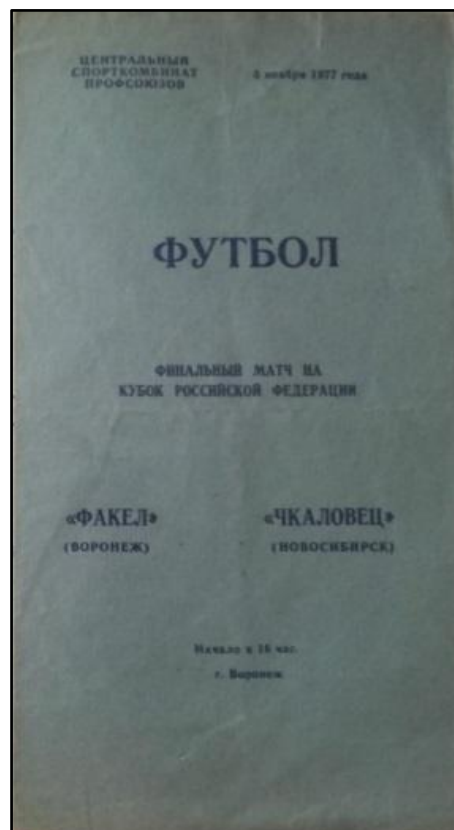 ЦЕНТРАЛЬНЫЙ
СПОРТКОМБИНАТ
ПРОФСОЮЗОВ
ноября 1977 года
ФУТБОЛ
ФИНАЛЬНЫЙ МАТЧ НА
КУБОК РОССИЙСКОЙ ФЕДЕРАЦИИ
«ФАКЕЛ»
(ВОРОНЕЖ)
«ЧКАЛОВЕЦ»
(НОВОСИБИРСК)
Начало в час.
г. Воронеж